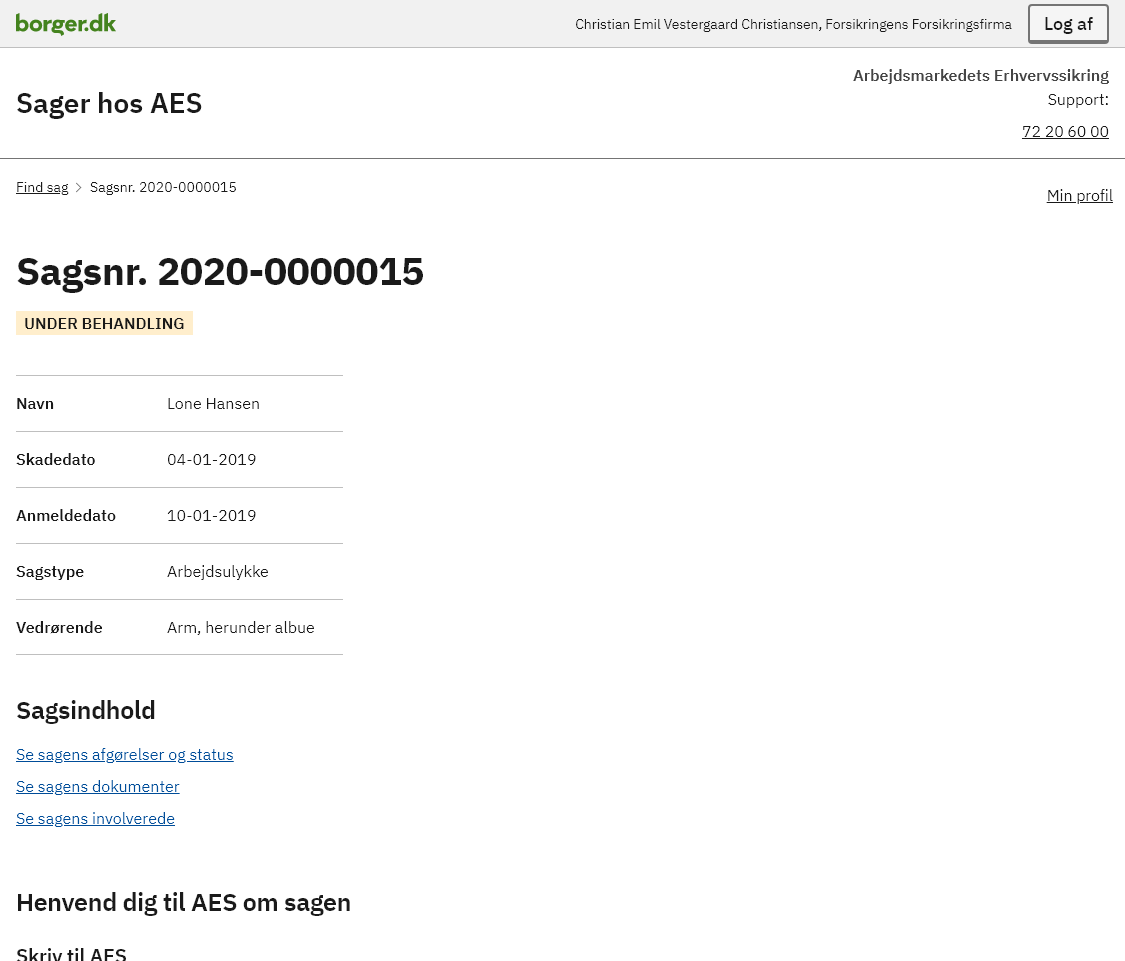 borger.dk
Christian Emil Vestergaard Christiansen, Forsikringens Forsikringsfirma
Log af
Sager hos AES
Arbejdsmarkedets Erhvervssikring
Support:
72 20 60 00
Find sag > Sagsnr. 2020-0000015
Min profil
Sagsnr. 2020-0000015
UNDER BEHANDLING
Navn Lone Hansen
Skadedato 04-01-2019
Anmeldedato 10-01-2019
Sagstype Arbejdsulykke
Vedrørende Arm, herunder albue
Sagsindhold
Se sagens afgørelser og status
Se sagens dokumenter
Se sagens involverede
Henvend dig til AES om sagen
Skriv til AES